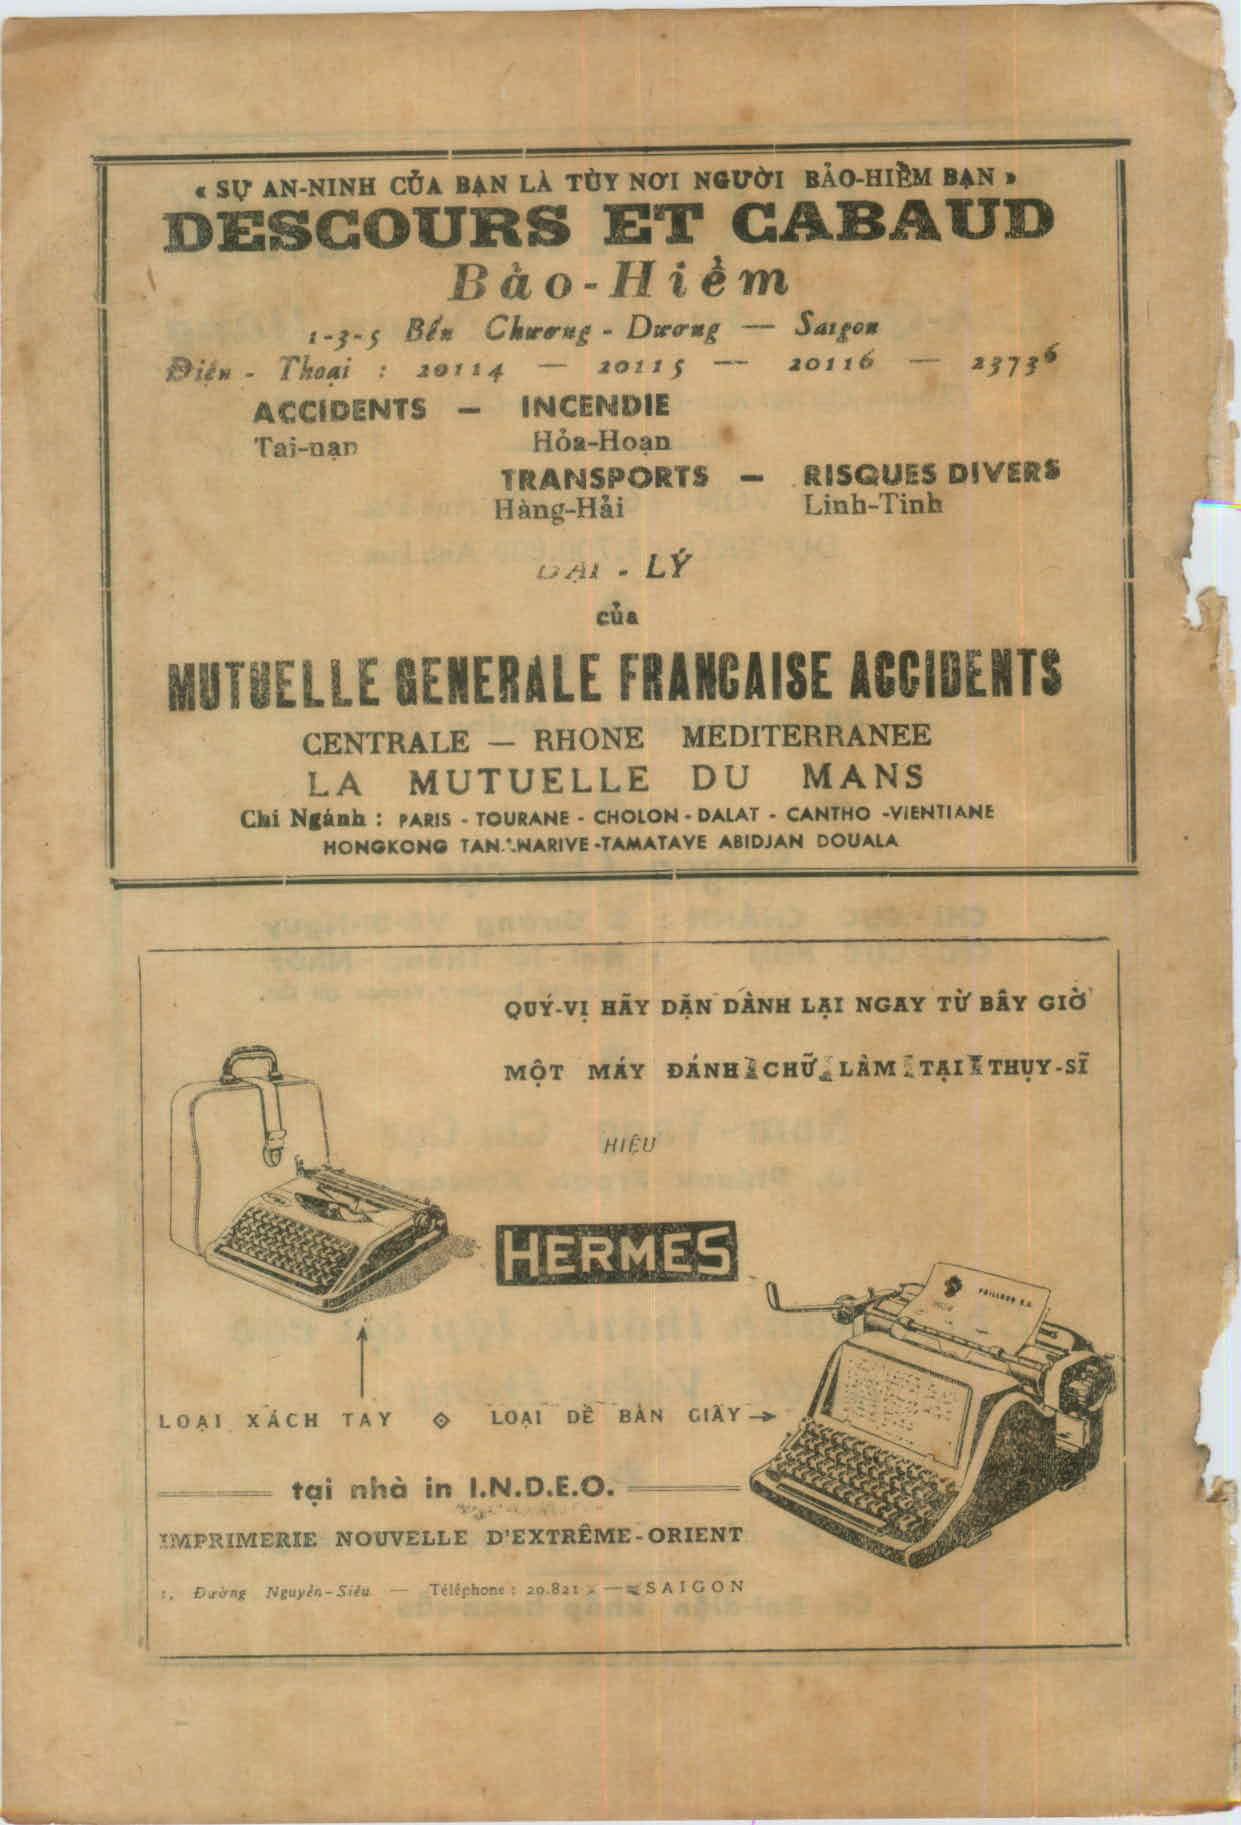 « SỰ AN-NINH CỦA BẠN LÀ TÙY NƠI NGƯỜI BẢO-HIỂM BẠN »
DESCOURS ET CABAUD
Bảo-Hiểm
1-3-5 Bến Chương-Dương — Saigon
Điện-Thoại : 20114 — 20115 — 20116 — 23736
ACCIDENTS — INCENDIE
Tai-nạn Hỏa-Hoạn
TRANSPORTS — RISQUES DIVERS
Hàng-Hải Linh-Tinh
ĐẠI-LÝ
của
MUTUELLE GENERALE FRANCAISE ACCIDENTS
CENTRALE — RHONE MEDITERRANEE
LA MUTUELLE DU MANS
Chi Ngánh : PARIS - TOURANE - CHOLON - DALAT - CANTHO -VIENTIANE
HONGKONG TANANARIVE -TAMATAVE ABIDJAN DOUALA
QUÝ-VỊ HÃY DẶN DÀNH LẠI NGAY TỪ BÂY GIỜ
MỘT MÁY ĐÁNH CHỮ LÀM TẠI THỤY-SĨ
HIỆU
HERMES
PAILLARD S.A.
LOẠI XÁCH TAY ◇ LOẠI DỂ BÀN GIẤY →
tại nhà in I.N.D.E.O.
IMPRIMERIE NOUVELLE D'EXTRÊME-ORIENT
1, Đường Nguyễn-Siêu — Téléphone : 20.821 — SAIGON